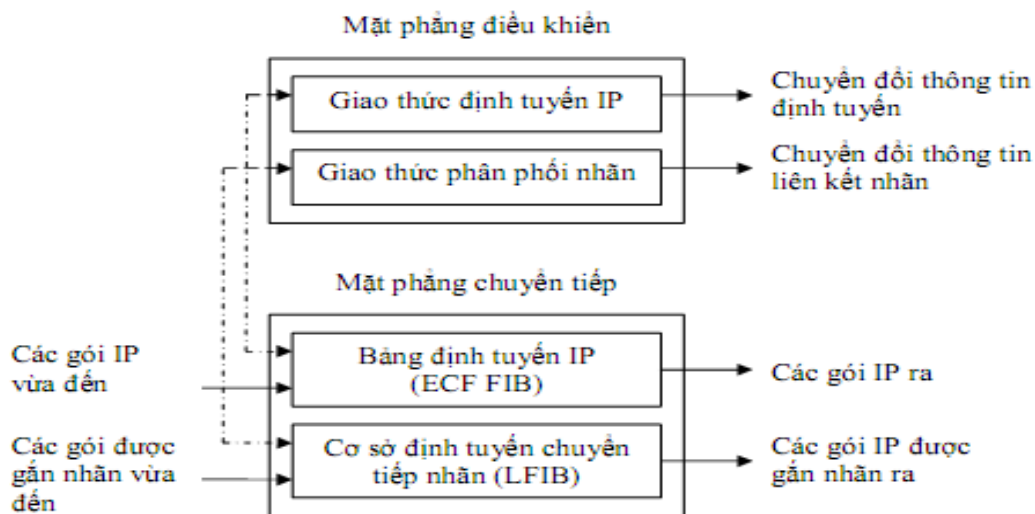 Mặt phẳng điều khiển
Giao thức định tuyến IP
Chuyển đổi thông tin
định tuyến
Giao thức phân phối nhãn
Chuyển đổi thông tin
liên kết nhãn
Mặt phẳng chuyển tiếp
Các gói IP
vừa đến
Bảng định tuyến IP
(ECF FIB)
Các gói IP ra
Các gói được
gắn nhãn vừa
đến
Cơ sở định tuyến chuyển
tiếp nhãn (LFIB)
Các gói IP được
gắn nhãn ra